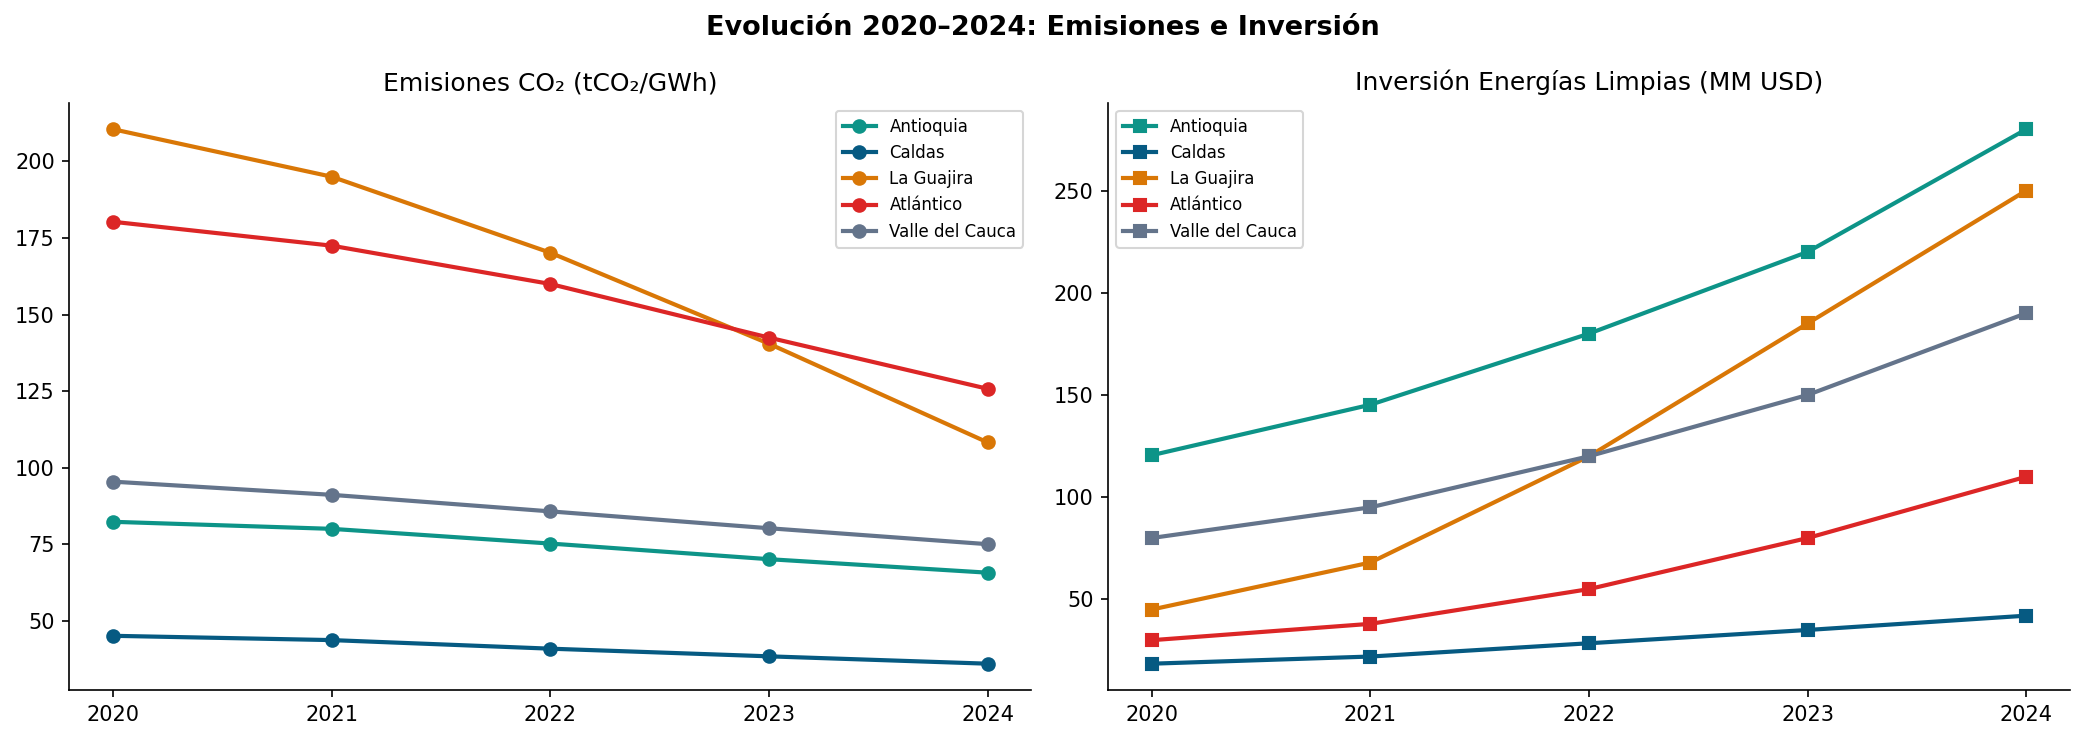 Evolución 2020–2024: Emisiones e Inversión
Emisiones CO₂ (tCO₂/GWh)
200
175
150
125
100
75
50
2020 2021 2022 2023 2024
Antioquia
Caldas
La Guajira
Atlántico
Valle del Cauca
Inversión Energías Limpias (MM USD)
250
200
150
100
50
2020 2021 2022 2023 2024
Antioquia
Caldas
La Guajira
Atlántico
Valle del Cauca